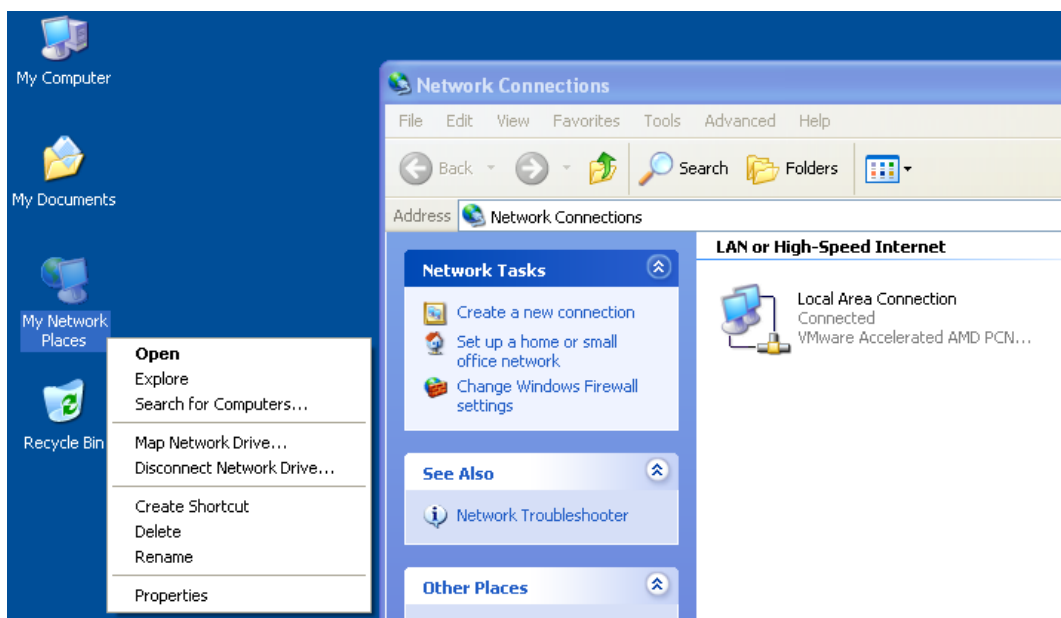 My Computer
My Documents
My Network
Places
Recycle Bin
Open
Explore
Search for Computers...
Map Network Drive...
Disconnect Network Drive...
Create Shortcut
Delete
Rename
Properties
Network Connections
File Edit View Favorites Tools Advanced Help
Back Search Folders
Address Network Connections
Network Tasks
Create a new connection
Set up a home or small
office network
Change Windows Firewall
settings
See Also
Network Troubleshooter
Other Places
LAN or High-Speed Internet
Local Area Connection
Connected
VMware Accelerated AMD PCN...